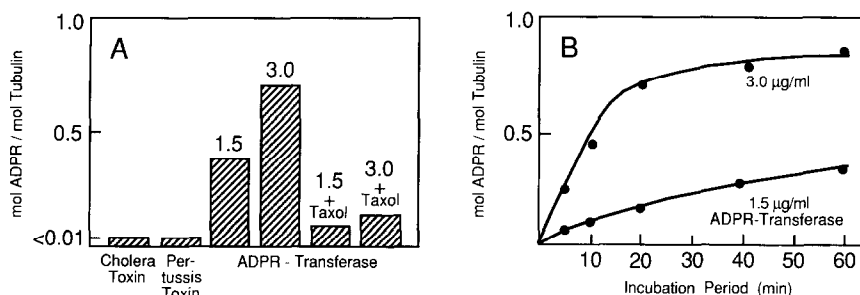 A
mol ADPR / mol Tubulin
1.0
0.5
<0.01
1.5
3.0
1.5
+
Taxol
3.0
+
Taxol
Cholera
Toxin
Per-
tussis
Toxin
ADPR - Transferase
B
mol ADPR / mol Tubulin
1.0
0.5
3.0 µg/ml
1.5 µg/ml
ADPR-Transferase
10 20 30 40 50 60
Incubation Period (min)